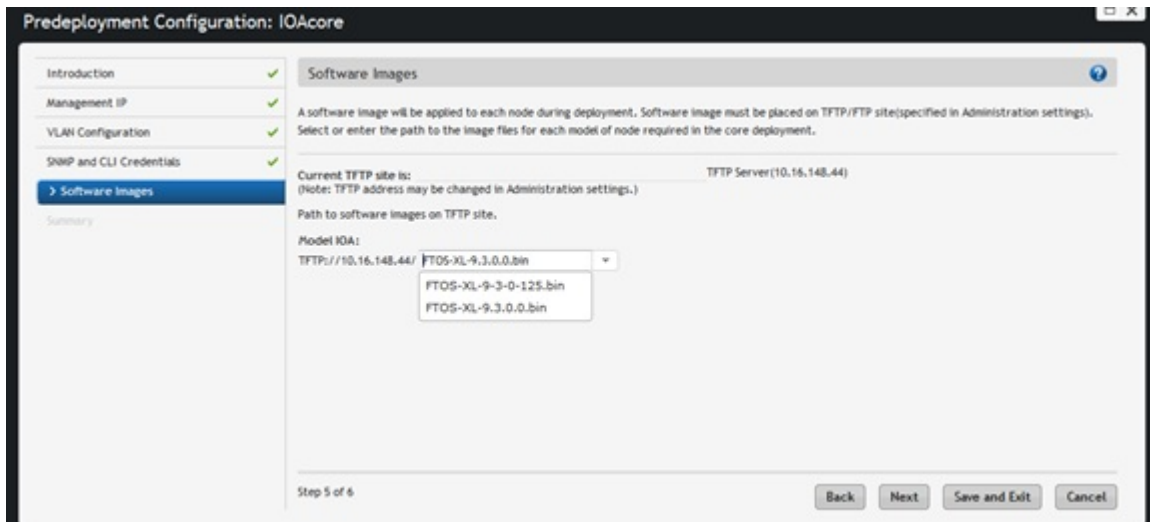 Predeployment Configuration: IOAcore
Introduction
Management IP
VLAN Configuration
SNMP and CLI Credentials
> Software Images
Summary
Software Images
A software image will be applied to each node during deployment. Software image must be placed on TFTP/FTP site(specified in Administration settings).
Select or enter the path to the image files for each model of node required in the core deployment.
Current TFTP site is: TFTP Server(10.16.148.44)
(Note: TFTP address may be changed in Administration settings.)
Path to software images on TFTP site.
Model IOA:
TFTP://10.16.148.44/ FTOS-XL-9.3.0.0.bin
FTOS-XL-9-3-0-125.bin
FTOS-XL-9.3.0.0.bin
Step 5 of 6
Back Next Save and Exit Cancel